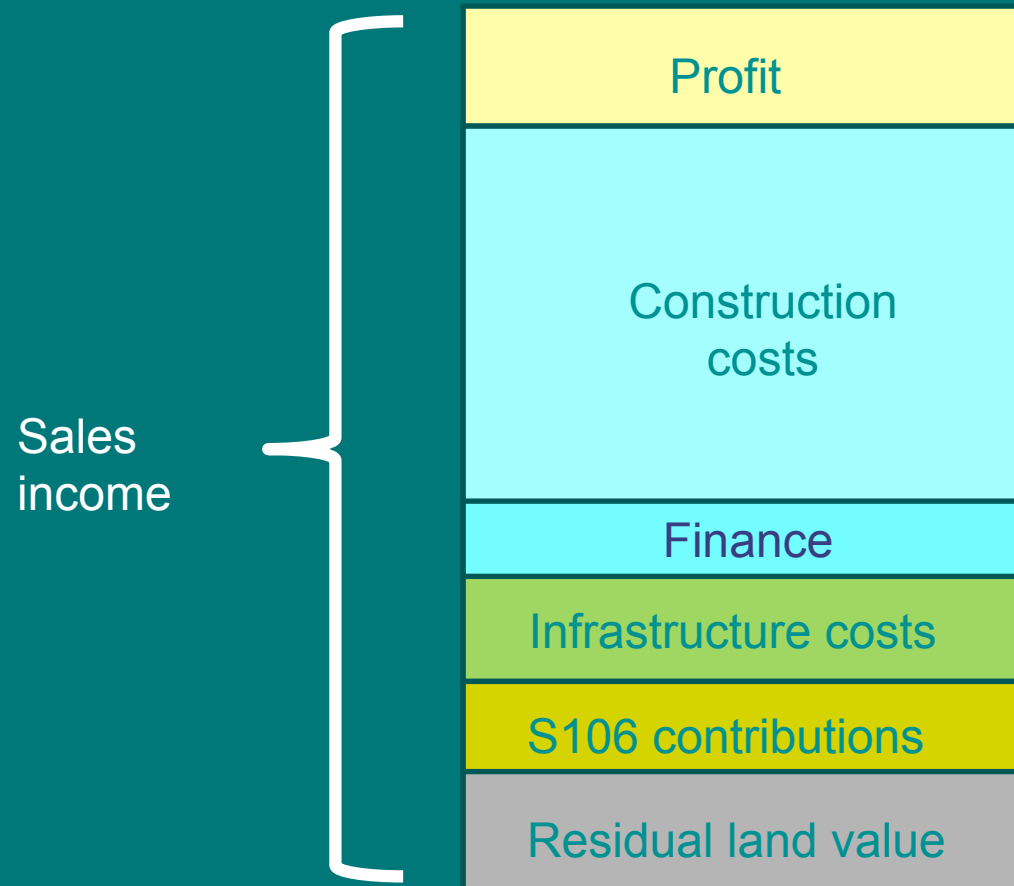 Sales
income
Profit
Construction
costs
Finance
Infrastructure costs
S106 contributions
Residual land value